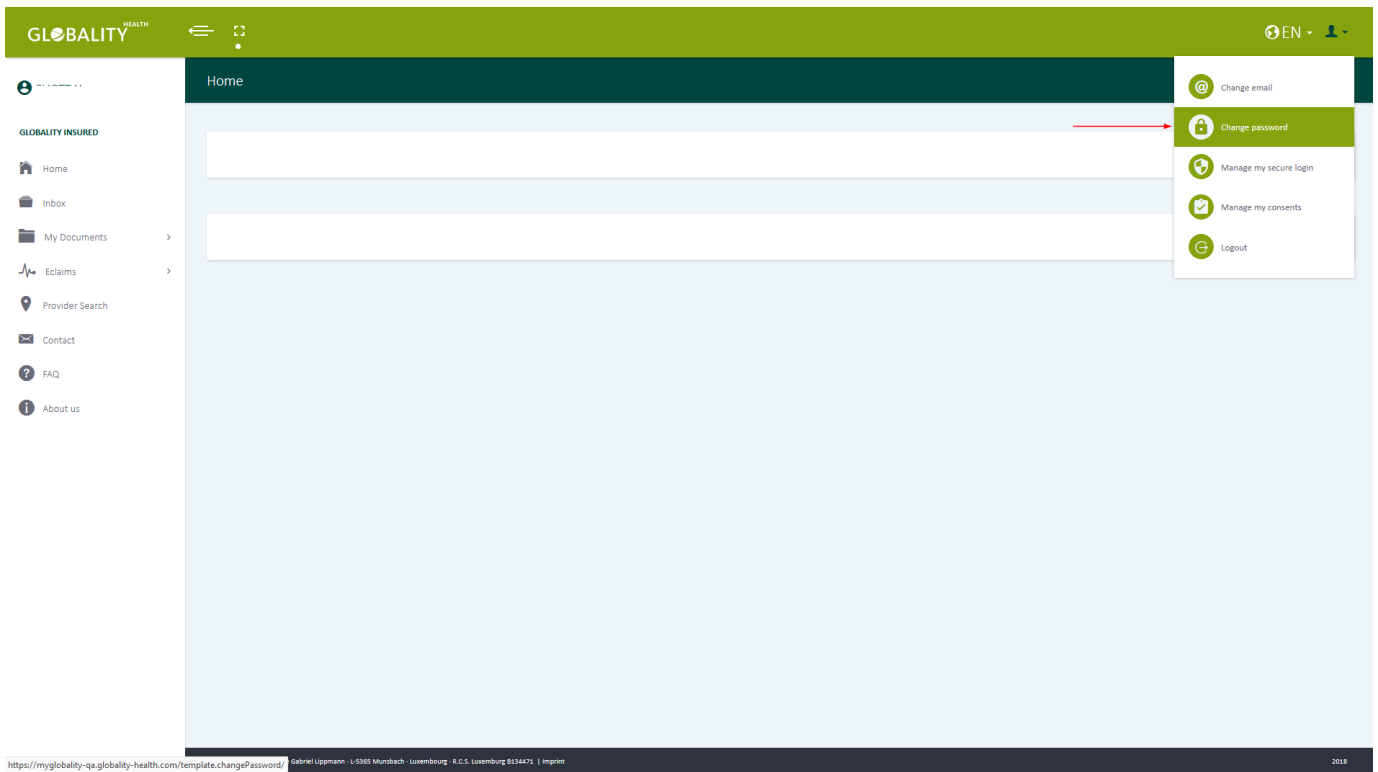 GLOBALITY HEALTH
EN
Home
GLOBALITY INSURED
Home
Inbox
My Documents
Eclaims
Provider Search
Contact
FAQ
About us
@ Change email
Change password
Manage my secure login
Manage my consents
Logout
https://myglobality-qa.globality-health.com/template.changePassword/
Gabriel Lippmann - L-5365 Munsbach - Luxembourg - R.C.S. Luxemburg B134471 | Imprint
2018